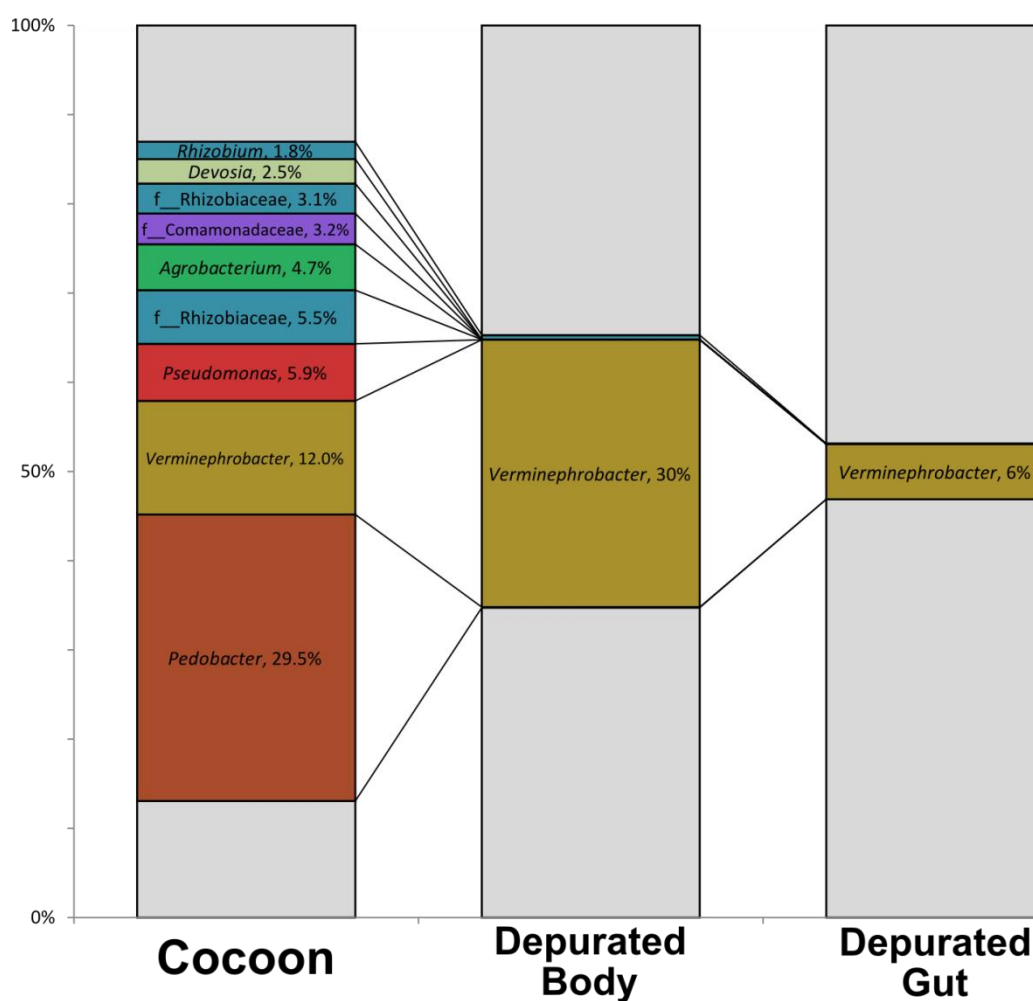 100%
Rhizobium, 1.8%
Devosia, 2.5%
f__Rhizobiaceae, 3.1%
f__Comamonadaceae, 3.2%
Agrobacterium, 4.7%
f__Rhizobiaceae, 5.5%
Pseudomonas, 5.9%
Verminephrobacter, 12.0%
50%
Verminephrobacter, 30%
Verminephrobacter, 6%
Pedobacter, 29.5%
0%
Cocoon
Depurated
Body
Depurated
Gut